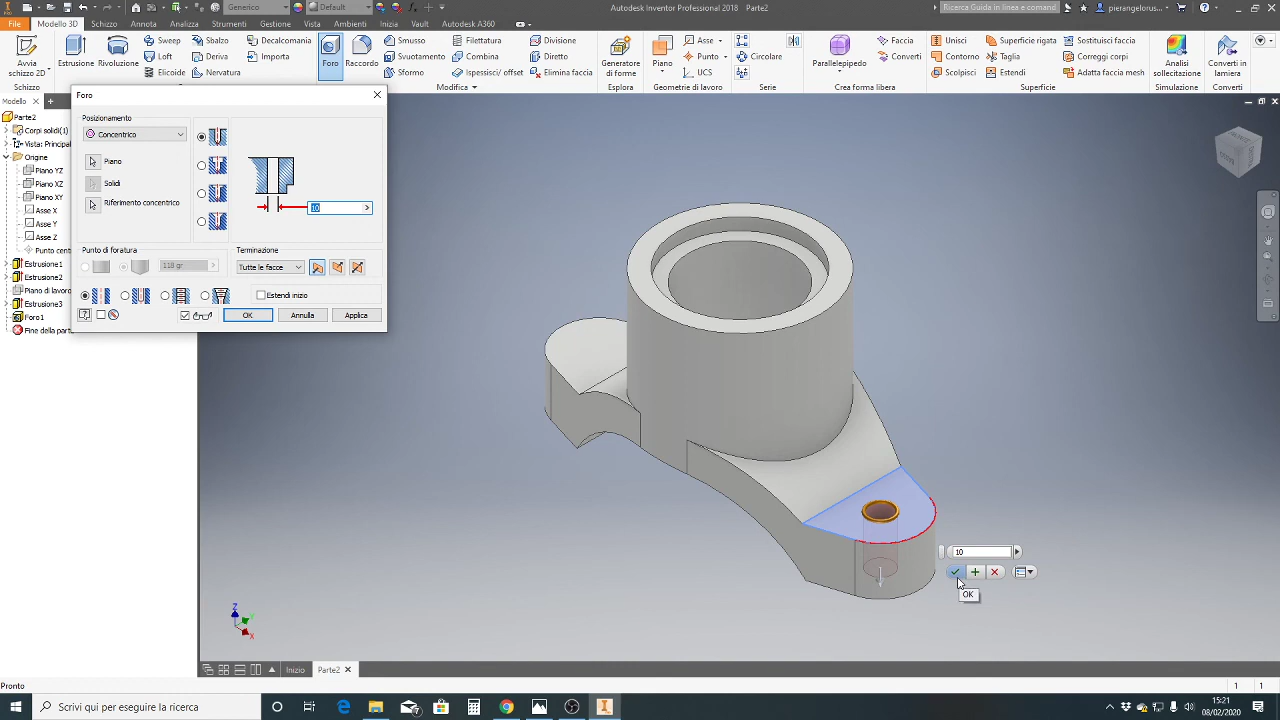 Generico
Default
Autodesk Inventor Professional 2018   Parte2
Ricerca Guida in linea e comand
pierangelorus...
File
Modello 3D
Schizzo
Annota
Analizza
Strumenti
Gestione
Vista
Ambienti
Inizia
Vault
Autodesk A360
Avvia
schizzo 2D
Estrusione
Rivoluzione
Sweep
Loft
Elicoide
Sbalzo
Deriva
Nervatura
Decalcomania
Importa
Foro
Raccordo
Smusso
Svuotamento
Sformo
Filettatura
Combina
Ispessisci/ offset
Divisione
Diretto
Elimina faccia
Generatore
di forme
Piano
Asse
Punto
UCS
Circolare
Parallelepipedo
Faccia
Converti
Unisci
Contorno
Scolpisci
Superficie rigata
Taglia
Estendi
Sostituisci faccia
Correggi corpi
Adatta faccia mesh
Analisi
sollecitazione
Converti in
lamiera
Schizzo
Modifica
Esplora
Geometria di lavoro
Serie
Crea forma libera
Superficie
Simulazione
Converti
Modello
Parte2
Corpi solidi(1)
Vista: Principal
Origine
Piano YZ
Piano XZ
Piano XY
Asse X
Asse Y
Asse Z
Punto cent
Estrusione1
Estrusione2
Piano di lavoro
Estrusione3
Foro1
Fine della parte
Foro
Posizionamento
Concentrico
Piano
Solidi
Riferimento concentrico
10
Punto di foratura
118 gr
Terminazione
Tutte le facce
Estendi inizio
OK
Annulla
Applica
10
OK
Z
Y
X
Inizio
Parte2
Pronto
1
1
Scrivi qui per eseguire la ricerca
15:21
08/02/2020